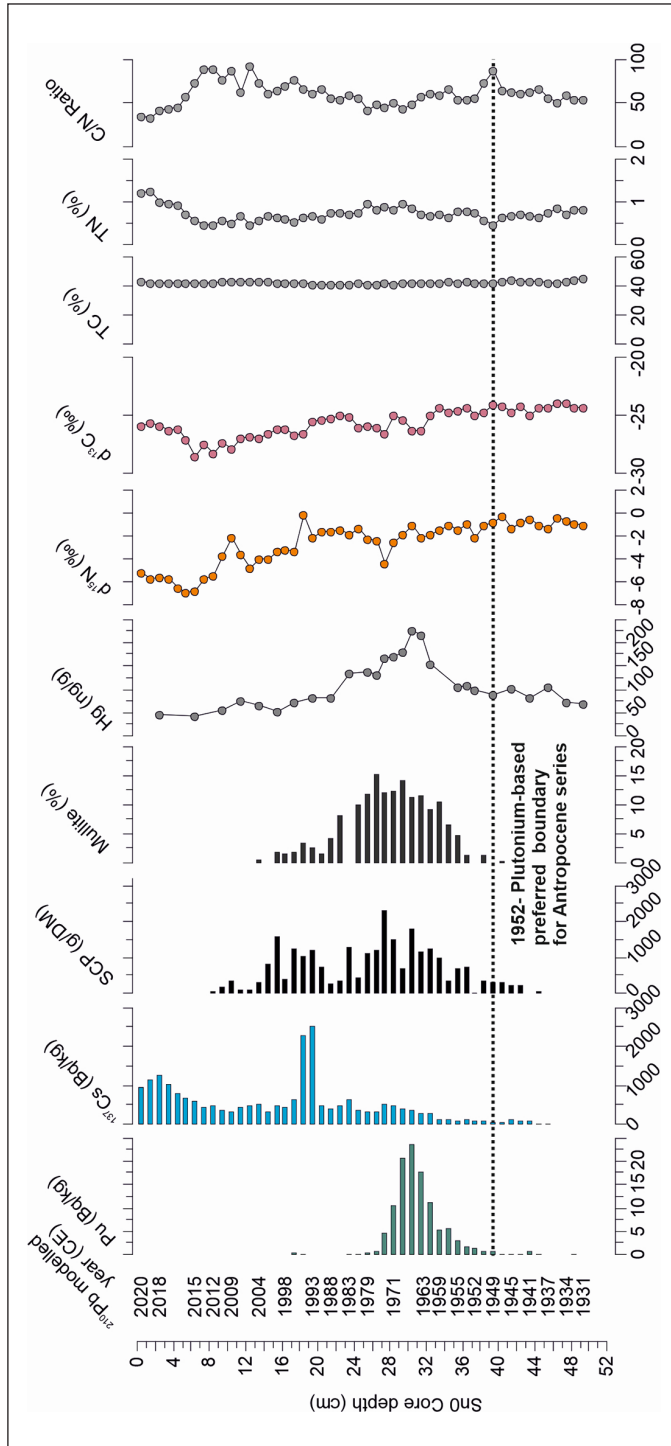 ²¹⁰Pb modelled
year (CE)
Pu (Bq/kg)
¹³⁷Cs (Bq/kg)
SCP (g/DM)
Mullite (%)
Hg (ng/g)
d¹⁵N (‰)
d¹³C (‰)
TC (%)
TN (%)
C/N Ratio
Sn0 Core depth (cm)
0
4
8
12
16
20
24
28
32
36
40
44
48
52
2020
2018
2015
2012
2009
2004
1998
1993
1988
1983
1979
1971
1963
1959
1955
1952
1949
1945
1941
1937
1934
1931
1952- Plutonium-based
preferred boundary
for Antropocene series
0 5 10 15 20
0 1000 2000 3000
0 1000 2000 3000
0 5 10 15 20
0 50 100 150 200
-8 -6 -4 -2 0 2
-30 -25 -20
0 20 40 60
0 1 2
0 50 100